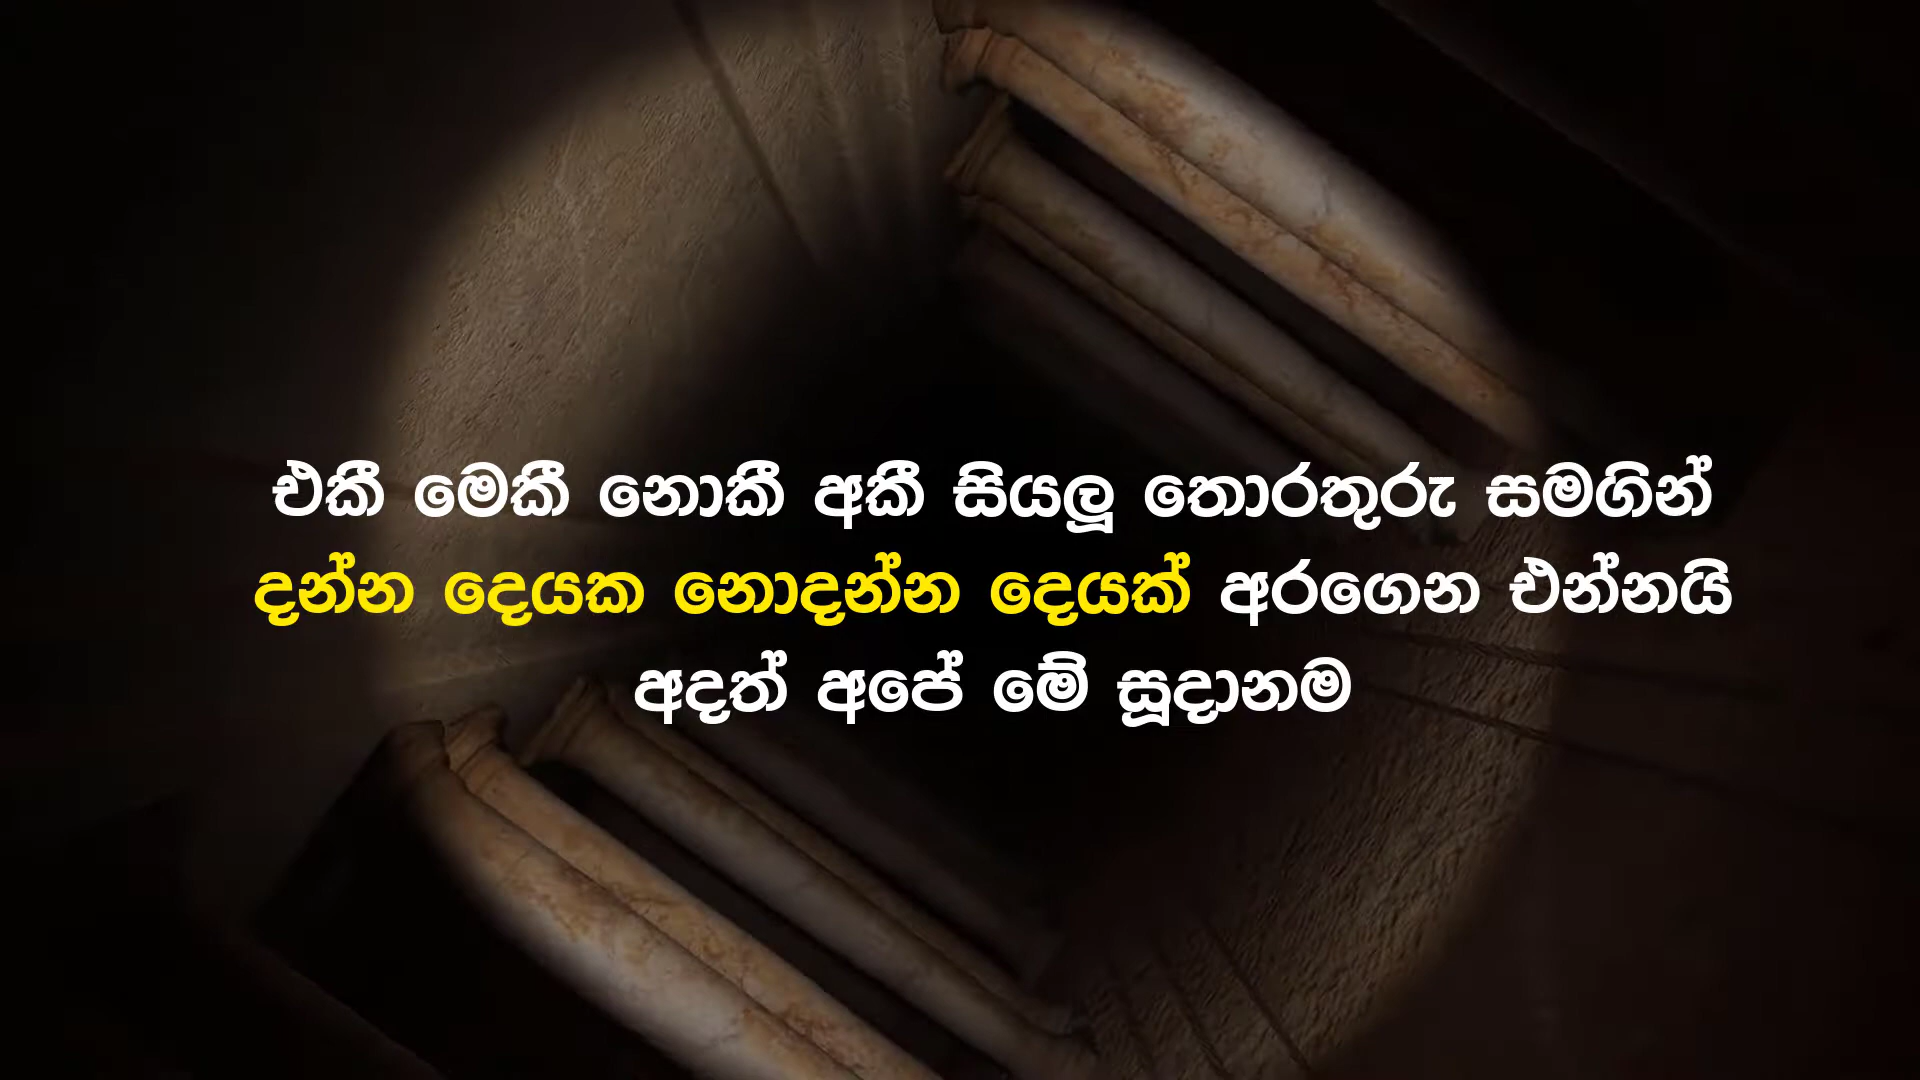 එකී මෙකී නොකී අකී සියලූ තොරතුරු සමගින්
දන්න දෙයක නොදන්න දෙයක් අරගෙන එන්නයි
අදත් අපේ මේ සූදානම